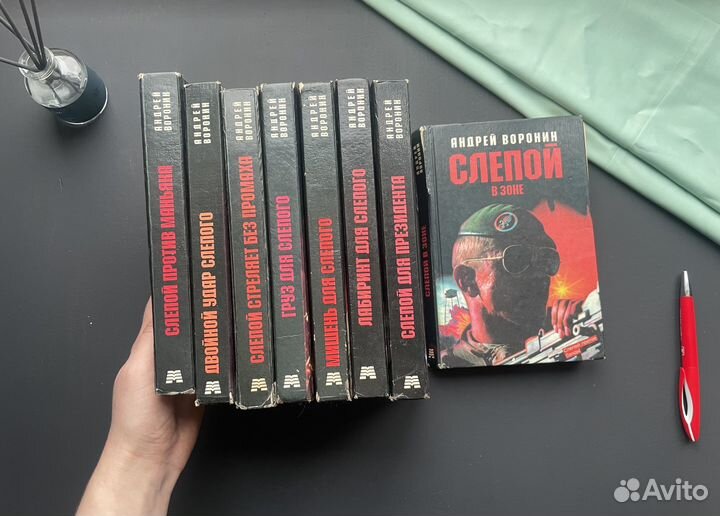 АНДРЕЙ ВОРОНИН
СЛЕПОЙ ПРОТИВ МАНЬЯКА
АНДРЕЙ ВОРОНИН
ДВОЙНОЙ УДАР СЛЕПОГО
АНДРЕЙ ВОРОНИН
СЛЕПОЙ СТРЕЛЯЕТ БЕЗ ПРОМАХА
АНДРЕЙ ВОРОНИН
ГРУЗ ДЛЯ СЛЕПОГО
АНДРЕЙ ВОРОНИН
МИШЕНЬ ДЛЯ СЛЕПОГО
АНДРЕЙ ВОРОНИН
ЛАБИРИНТ ДЛЯ СЛЕПОГО
АНДРЕЙ ВОРОНИН
СЛЕПОЙ ДЛЯ ПРЕЗИДЕНТА
АНДРЕЙ ВОРОНИН
СЛЕПОЙ В ЗОНЕ
АНДРЕЙ ВОРОНИН
СЛЕПОЙ
В ЗОНЕ
Avito